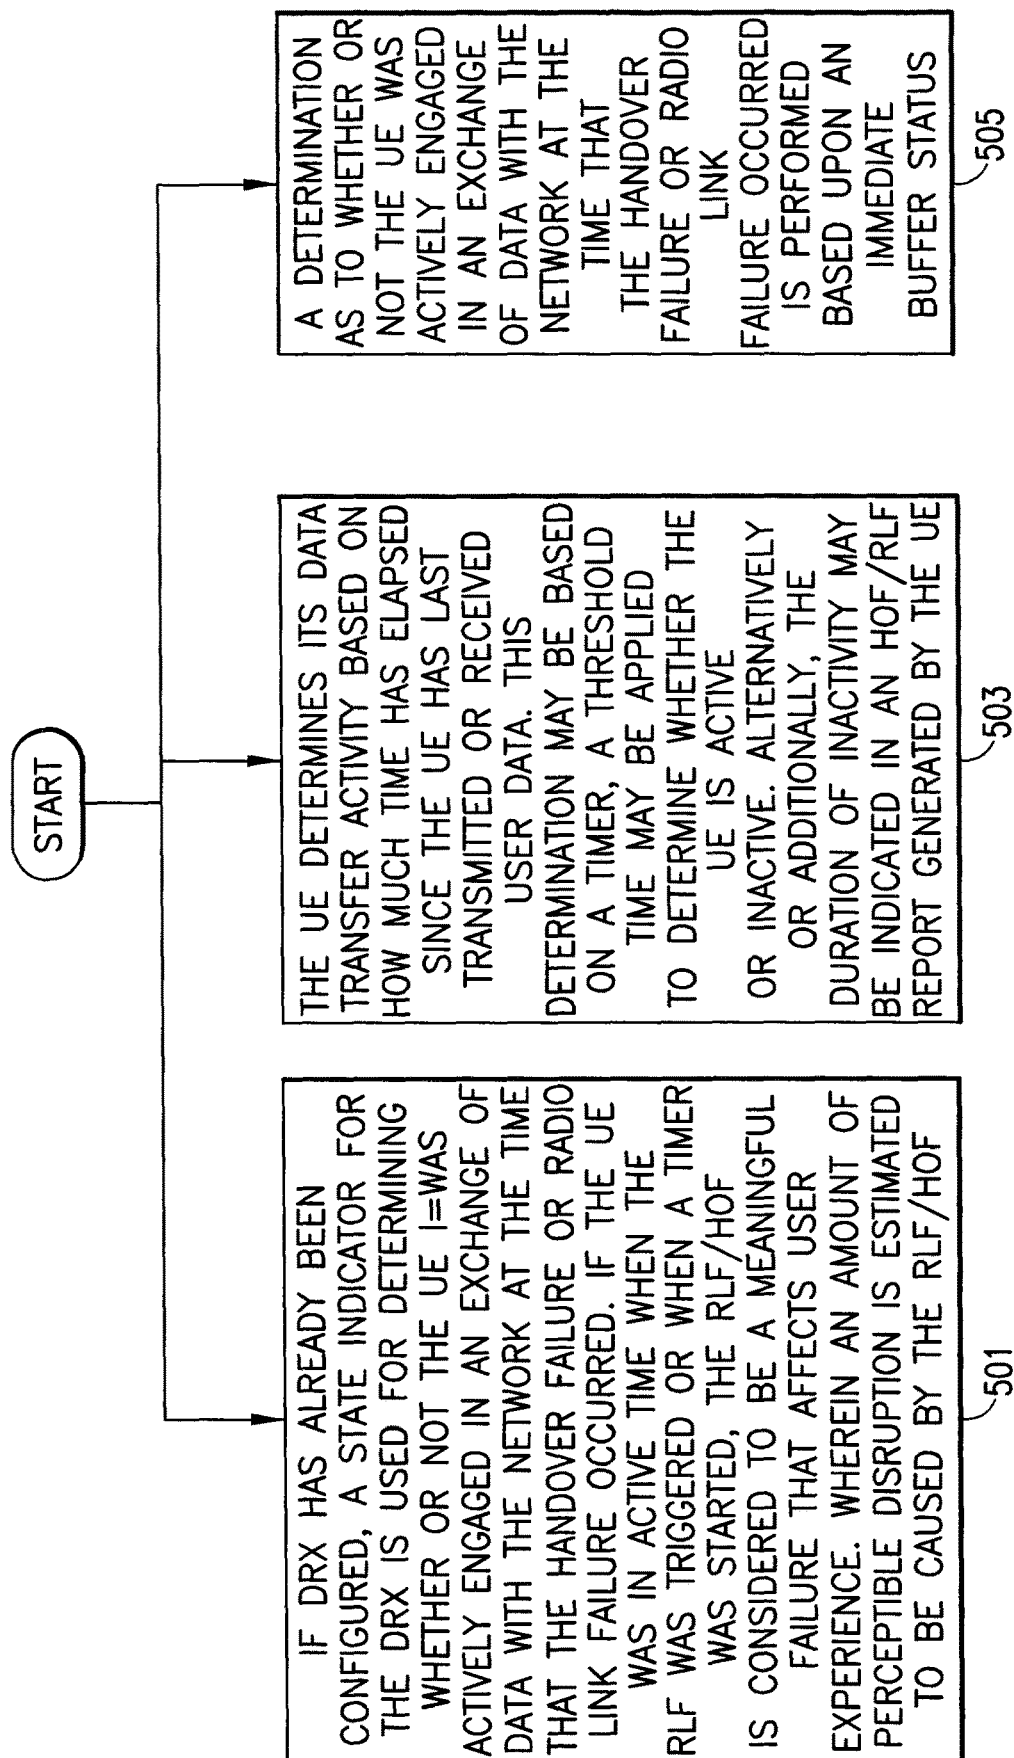 START
IF DRX HAS ALREADY BEEN
CONFIGURED, A STATE INDICATOR FOR
THE DRX IS USED FOR DETERMINING
WHETHER OR NOT THE UE I=WAS
ACTIVELY ENGAGED IN AN EXCHANGE OF
DATA WITH THE NETWORK AT THE TIME
THAT THE HANDOVER FAILURE OR RADIO
LINK FAILURE OCCURRED. IF THE UE
WAS IN ACTIVE TIME WHEN THE
RLF WAS TRIGGERED OR WHEN A TIMER
WAS STARTED, THE RLF/HOF
IS CONSIDERED TO BE A MEANINGFUL
FAILURE THAT AFFECTS USER
EXPERIENCE. WHEREIN AN AMOUNT OF
PERCEPTIBLE DISRUPTION IS ESTIMATED
TO BE CAUSED BY THE RLF/HOF
501
THE UE DETERMINES ITS DATA
TRANSFER ACTIVITY BASED ON
HOW MUCH TIME HAS ELAPSED
SINCE THE UE HAS LAST
TRANSMITTED OR RECEIVED
USER DATA. THIS
DETERMINATION MAY BE BASED
ON A TIMER, A THRESHOLD
TIME MAY BE APPLIED
TO DETERMINE WHETHER THE
UE IS ACTIVE
OR INACTIVE. ALTERNATIVELY
OR ADDITIONALLY, THE
DURATION OF INACTIVITY MAY
BE INDICATED IN AN HOF/RLF
REPORT GENERATED BY THE UE
503
A DETERMINATION
AS TO WHETHER OR
NOT THE UE WAS
ACTIVELY ENGAGED
IN AN EXCHANGE
OF DATA WITH THE
NETWORK AT THE
TIME THAT
THE HANDOVER
FAILURE OR RADIO
LINK
FAILURE OCCURRED
IS PERFORMED
BASED UPON AN
IMMEDIATE
BUFFER STATUS
505